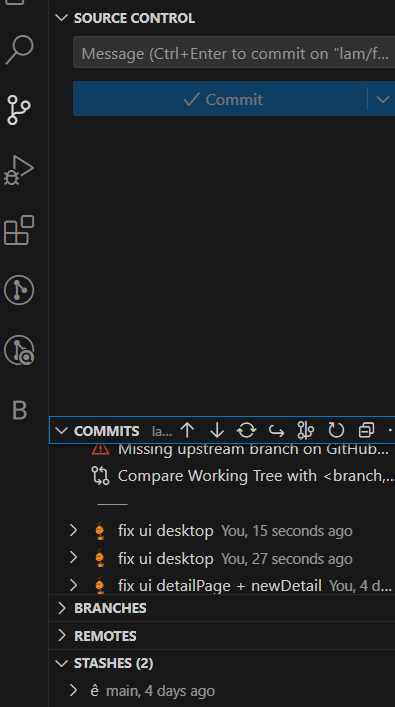 SOURCE CONTROL
Message (Ctrl+Enter to commit on "lam/f...
Commit
B
COMMITS la...
Missing upstream branch on GitHub...
Compare Working Tree with <branch,...
fix ui desktop You, 15 seconds ago
fix ui desktop You, 27 seconds ago
fix ui detailPage + newDetail You, 4 d...
BRANCHES
REMOTES
STASHES (2)
ê main, 4 days ago